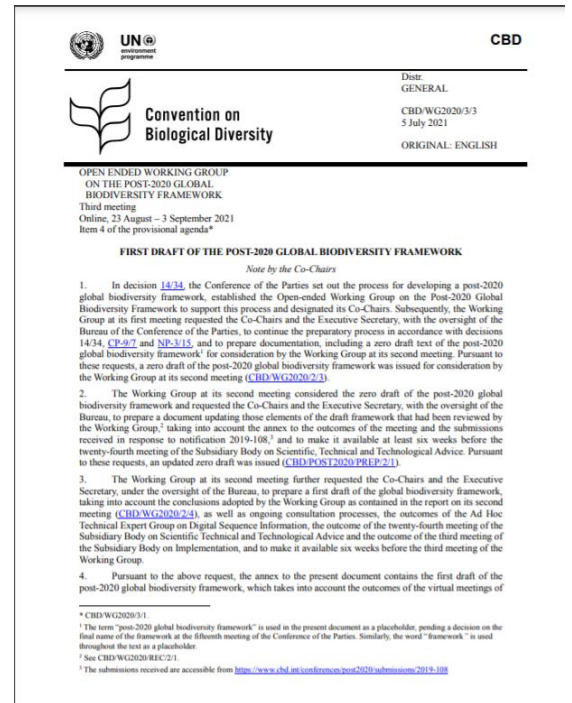 UN
environment
programme
CBD
Distr.
GENERAL
CBD/WG2020/3/3
5 July 2021
ORIGINAL: ENGLISH
Convention on
Biological Diversity
OPEN ENDED WORKING GROUP
ON THE POST-2020 GLOBAL
BIODIVERSITY FRAMEWORK
Third meeting
Online, 23 August – 3 September 2021
Item 4 of the provisional agenda*
FIRST DRAFT OF THE POST-2020 GLOBAL BIODIVERSITY FRAMEWORK
Note by the Co-Chairs
1. In decision 14/34, the Conference of the Parties set out the process for developing a post-2020
global biodiversity framework, established the Open-ended Working Group on the Post-2020 Global
Biodiversity Framework to support this process and designated its Co-Chairs. Subsequently, the Working
Group at its first meeting requested the Co-Chairs and the Executive Secretary, with the oversight of the
Bureau of the Conference of the Parties, to continue the preparatory process in accordance with decisions
14/34, CP-9/7 and NP-3/15, and to prepare documentation, including a zero draft text of the post-2020
global biodiversity framework¹ for consideration by the Working Group at its second meeting. Pursuant to
these requests, a zero draft of the post-2020 global biodiversity framework was issued for consideration by
the Working Group at its second meeting (CBD/WG2020/2/3).
2. The Working Group at its second meeting considered the zero draft of the post-2020 global
biodiversity framework and requested the Co-Chairs and the Executive Secretary, with the oversight of the
Bureau, to prepare a document updating those elements of the draft framework that had been reviewed by
the Working Group,² taking into account the annex to the outcomes of the meeting and the submissions
received in response to notification 2019-108,³ and to make it available at least six weeks before the
twenty-fourth meeting of the Subsidiary Body on Scientific, Technical and Technological Advice. Pursuant
to these requests, an updated zero draft was issued (CBD/POST2020/PREP/2/1).
3. The Working Group at its second meeting further requested the Co-Chairs and the Executive
Secretary, under the oversight of the Bureau, to prepare a first draft of the global biodiversity framework,
taking into account the conclusions adopted by the Working Group as contained in the report on its second
meeting (CBD/WG2020/2/4), as well as ongoing consultation processes, the outcomes of the Ad Hoc
Technical Expert Group on Digital Sequence Information, the outcome of the twenty-fourth meeting of the
Subsidiary Body on Scientific Technical and Technological Advice and the outcome of the third meeting of
the Subsidiary Body on Implementation, and to make it available six weeks before the third meeting of the
Working Group.
4. Pursuant to the above request, the annex to the present document contains the first draft of the
post-2020 global biodiversity framework, which takes into account the outcomes of the virtual meetings of
* CBD/WG2020/3/1.
¹ The term “post-2020 global biodiversity framework” is used in the present document as a placeholder, pending a decision on the
final name of the framework at the fifteenth meeting of the Conference of the Parties. Similarly, the word “framework ” is used
throughout the text as a placeholder.
² See CBD/WG2020/REC/2/1.
³ The submissions received are accessible from https://www.cbd.int/conferences/post2020/submissions/2019-108